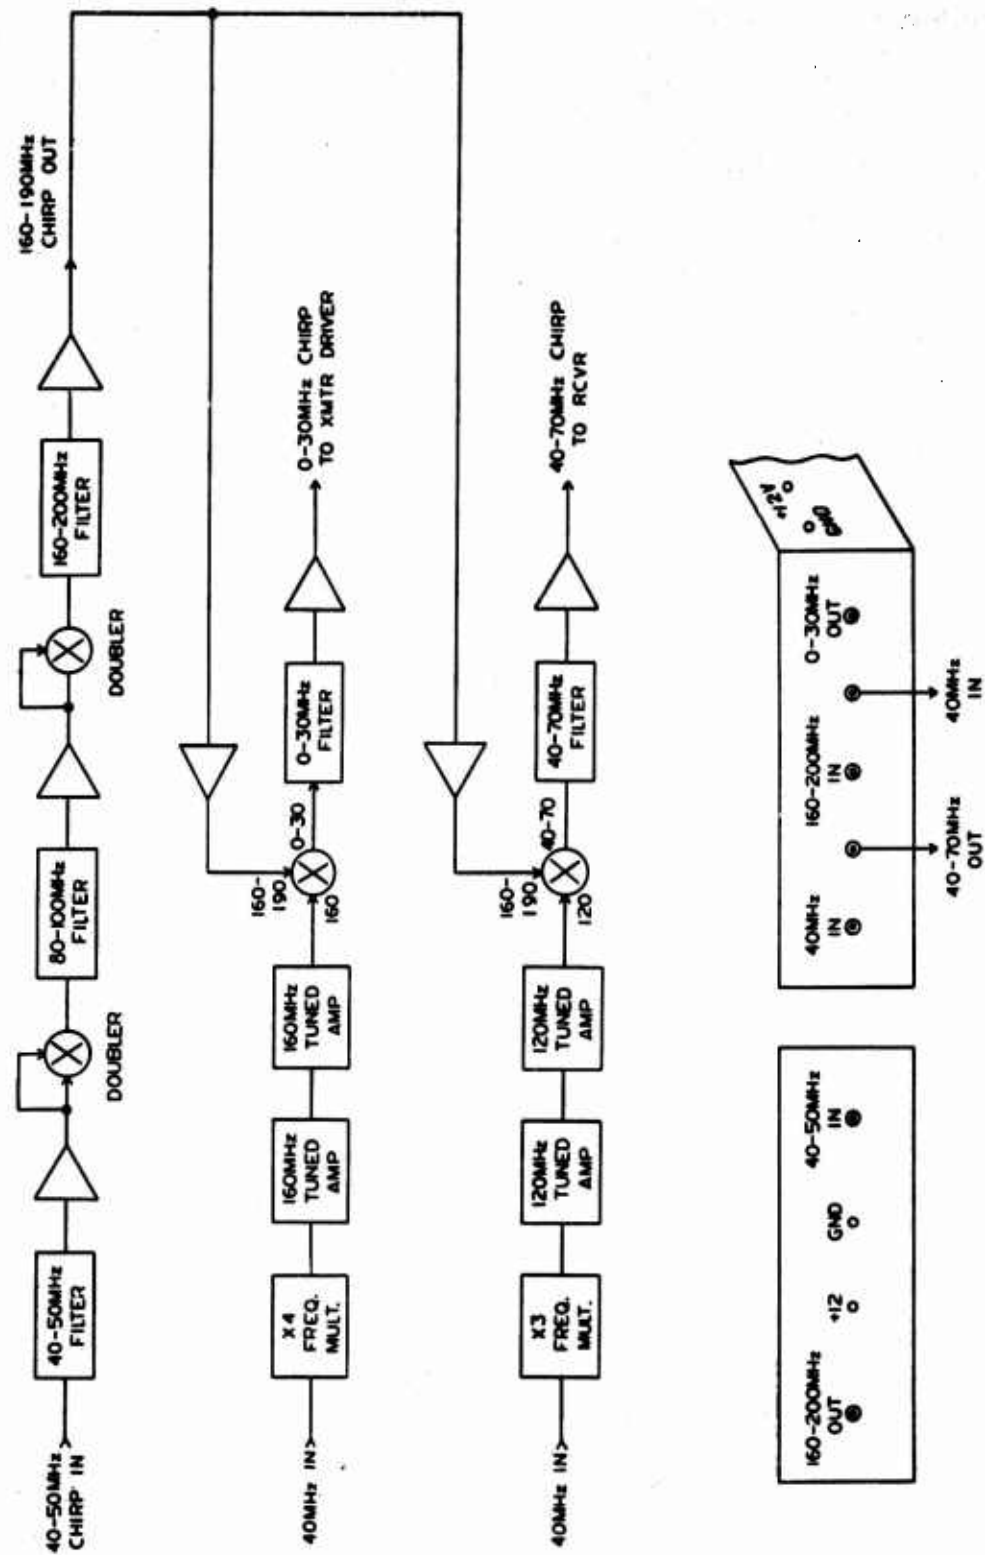 40-50MHz
CHIRP IN
40-50MHz
FILTER
DOUBLER
80-100MHz
FILTER
DOUBLER
160-200MHz
FILTER
160-190MHz
CHIRP OUT
40MHz IN
X4
FREQ.
MULT.
160MHz
TUNED
AMP
160MHz
TUNED
AMP
160-
190
160
0-30
0-30MHz
FILTER
0-30MHz CHIRP
TO XMTR DRIVER
40MHz IN
X3
FREQ.
MULT.
120MHz
TUNED
AMP
120MHz
TUNED
AMP
160-
190
120
40-70
40-70MHz
FILTER
40-70MHz CHIRP
TO RCVR
160-200MHz
OUT
+12
GND
40-50MHz
IN
40MHz
IN
40-70MHz
OUT
160-200MHz
IN
40MHz
IN
0-30MHz
OUT
+12V
GND